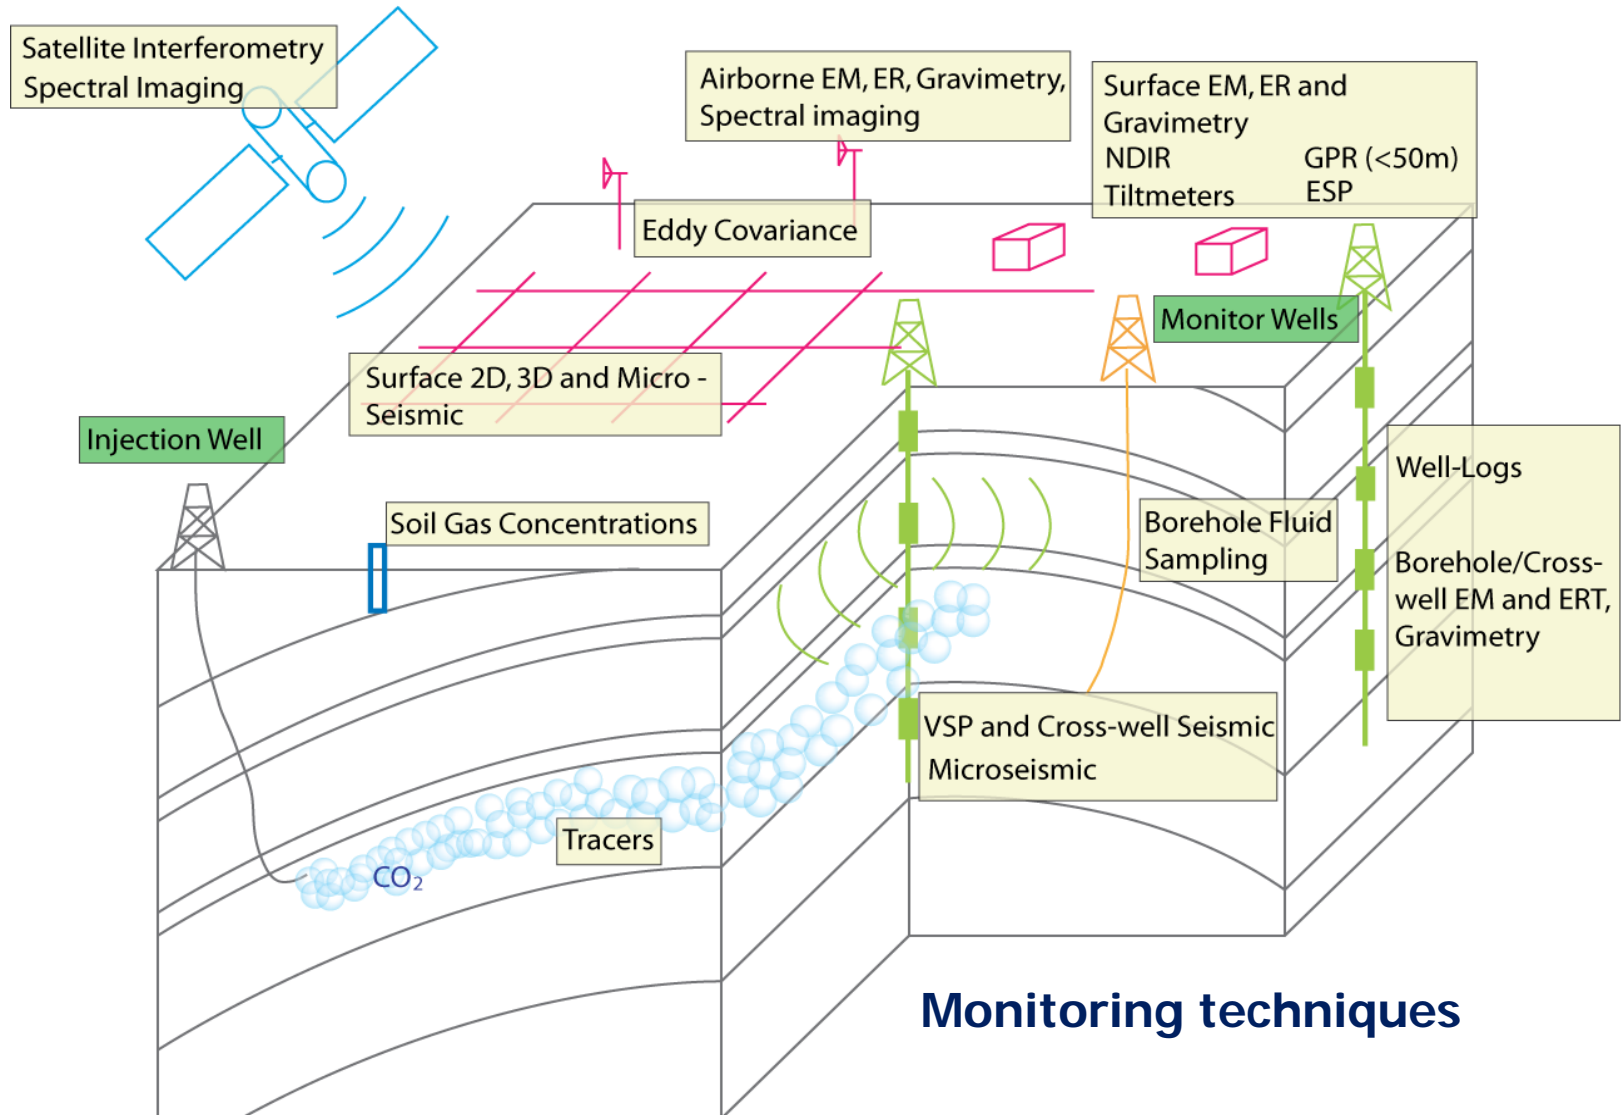 Satellite Interferometry
Spectral Imaging
Airborne EM, ER, Gravimetry,
Spectral imaging
Surface EM, ER and
Gravimetry
NDIR GPR (<50m)
Tiltmeters ESP
Eddy Covariance
Monitor Wells
Surface 2D, 3D and Micro -
Seismic
Injection Well
Soil Gas Concentrations
Borehole Fluid
Sampling
Well-Logs
Borehole/Cross-
well EM and ERT,
Gravimetry
VSP and Cross-well Seismic
Microseismic
Tracers
CO₂
Monitoring techniques